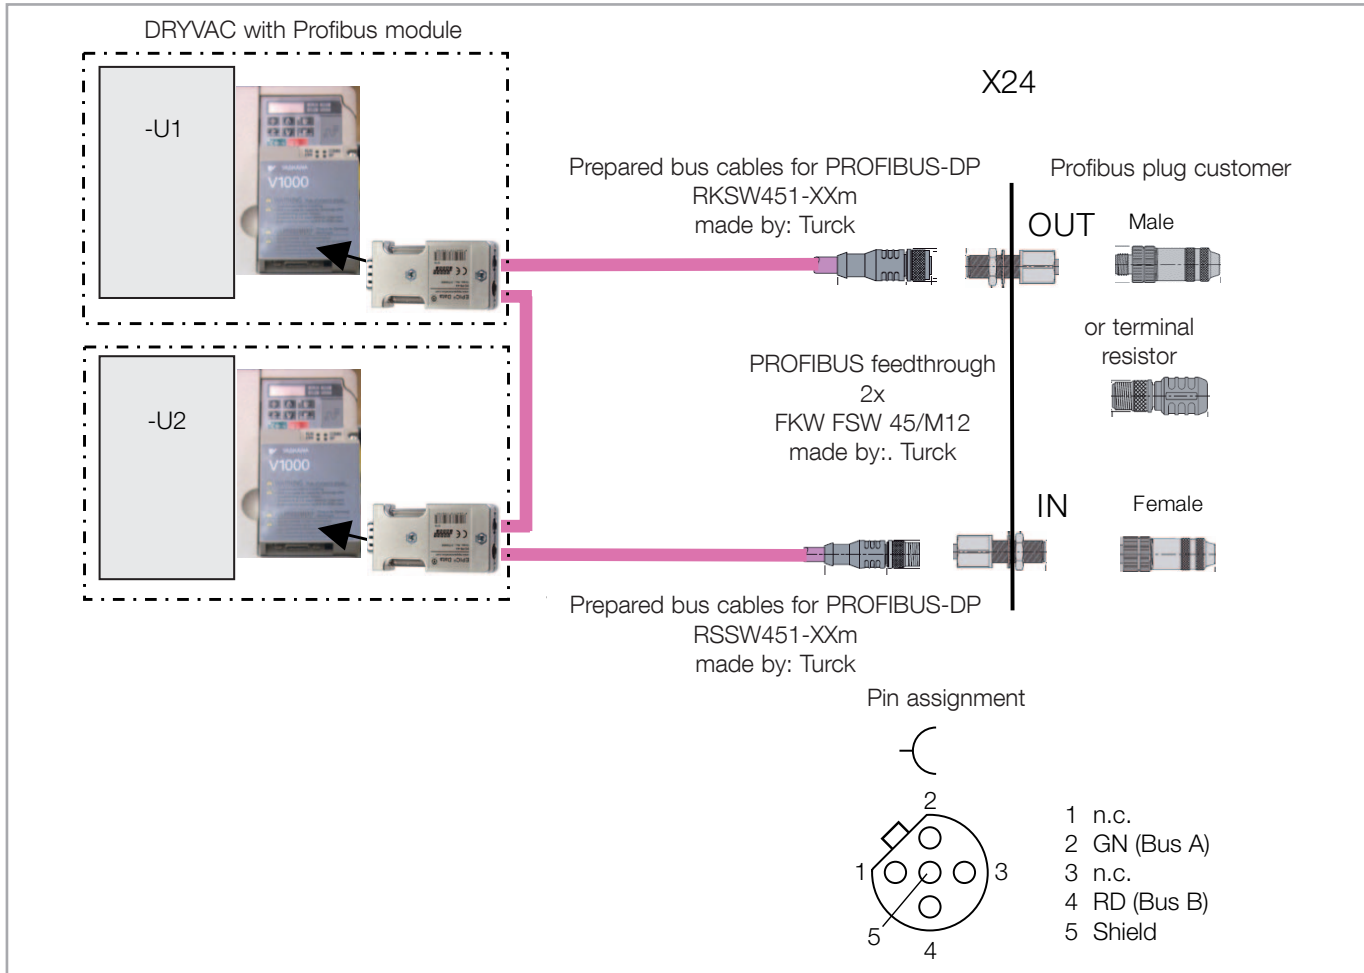 DRYVAC with Profibus module
-U1
V1000
X24
Prepared bus cables for PROFIBUS-DP
RKSW451-XXm
made by: Turck
Profibus plug customer
OUT
Male
or terminal
resistor
-U2
V1000
PROFIBUS feedthrough
2x
FKW FSW 45/M12
made by:. Turck
IN
Female
Prepared bus cables for PROFIBUS-DP
RSSW451-XXm
made by: Turck
Pin assignment
2
1
3
5
4
1 n.c.
2 GN (Bus A)
3 n.c.
4 RD (Bus B)
5 Shield